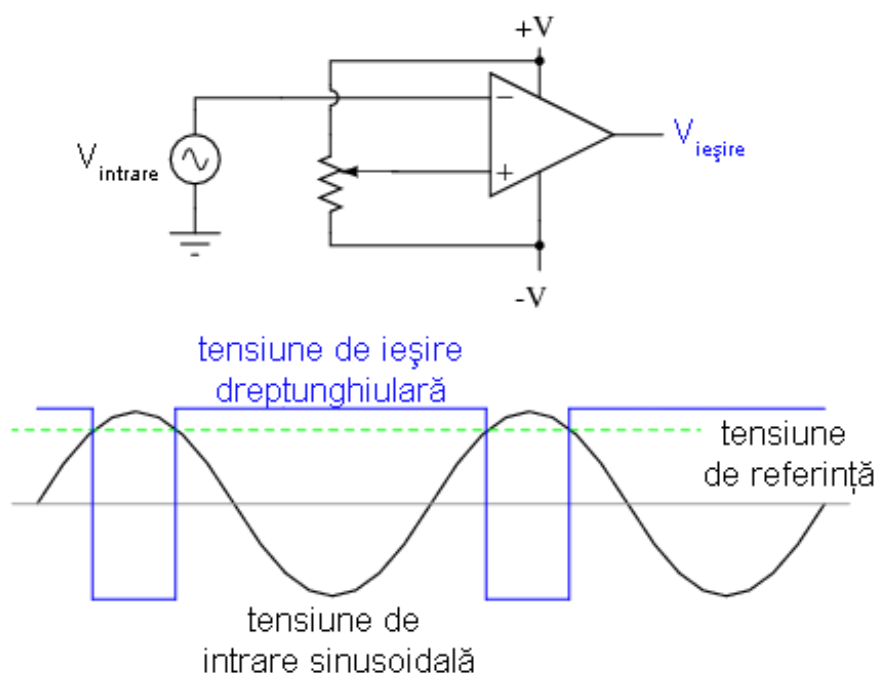 +V
−
V intrare
+
V ieşire
-V
tensiune de ieşire
dreptunghiulară
tensiune
de referinţă
tensiune de
intrare sinusoidală